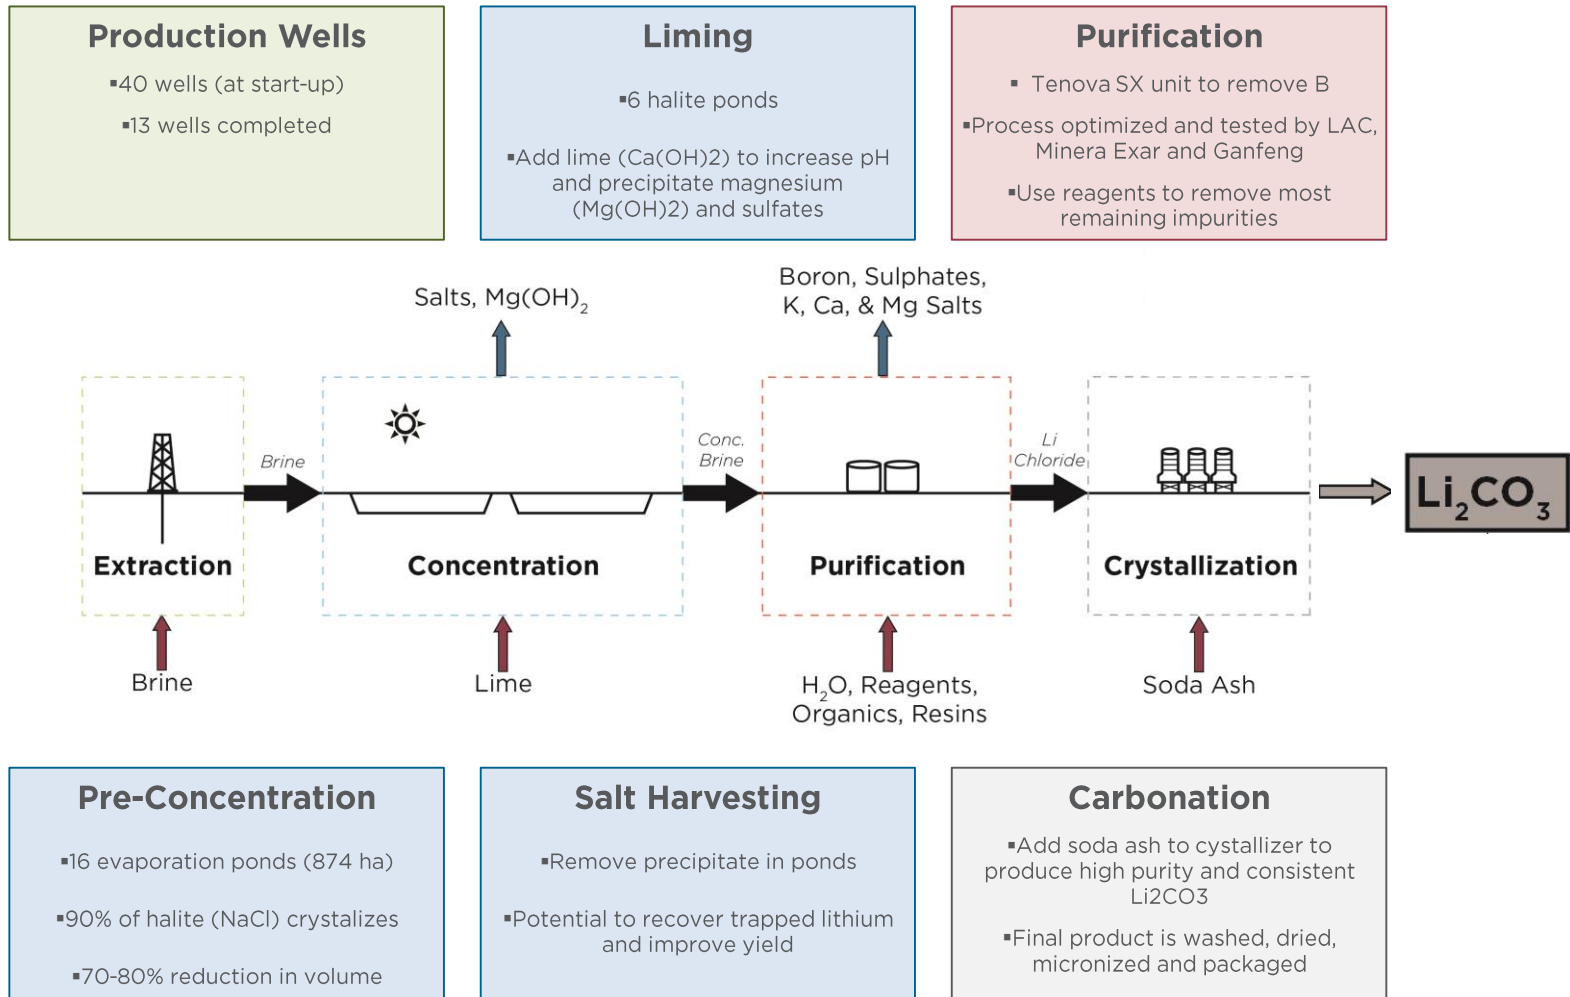 Production Wells
▪40 wells (at start-up)
▪13 wells completed
Liming
▪6 halite ponds
▪Add lime (Ca(OH)2) to increase pH
and precipitate magnesium
(Mg(OH)2) and sulfates
Purification
▪ Tenova SX unit to remove B
▪Process optimized and tested by LAC,
Minera Exar and Ganfeng
▪Use reagents to remove most
remaining impurities
Salts, Mg(OH)₂
Boron, Sulphates,
K, Ca, & Mg Salts
Brine
Conc.
Brine
Li
Chloride
Li₂CO₃
Extraction
Concentration
Purification
Crystallization
Brine
Lime
H₂O, Reagents,
Organics, Resins
Soda Ash
Pre-Concentration
▪16 evaporation ponds (874 ha)
▪90% of halite (NaCl) crystalizes
▪70-80% reduction in volume
Salt Harvesting
▪Remove precipitate in ponds
▪Potential to recover trapped lithium
and improve yield
Carbonation
▪Add soda ash to cystallizer to
produce high purity and consistent
Li2CO3
▪Final product is washed, dried,
micronized and packaged